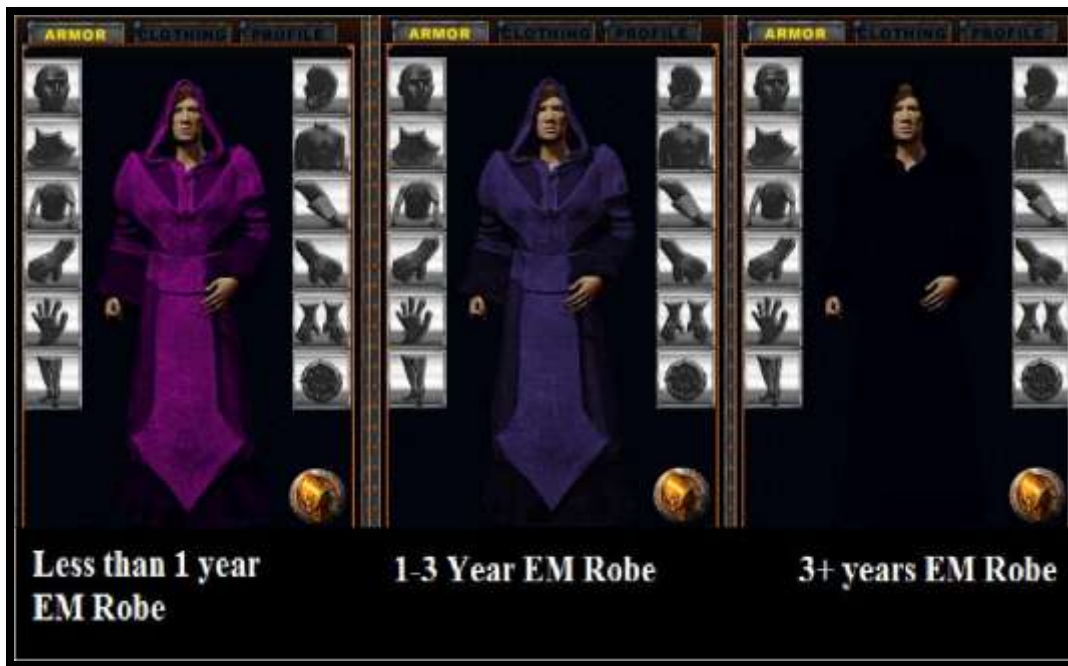 ARMOR CLOTHING PROFILE
ARMOR CLOTHING PROFILE
ARMOR CLOTHING PROFILE
Less than 1 year
EM Robe
1-3 Year EM Robe
3+ years EM Robe